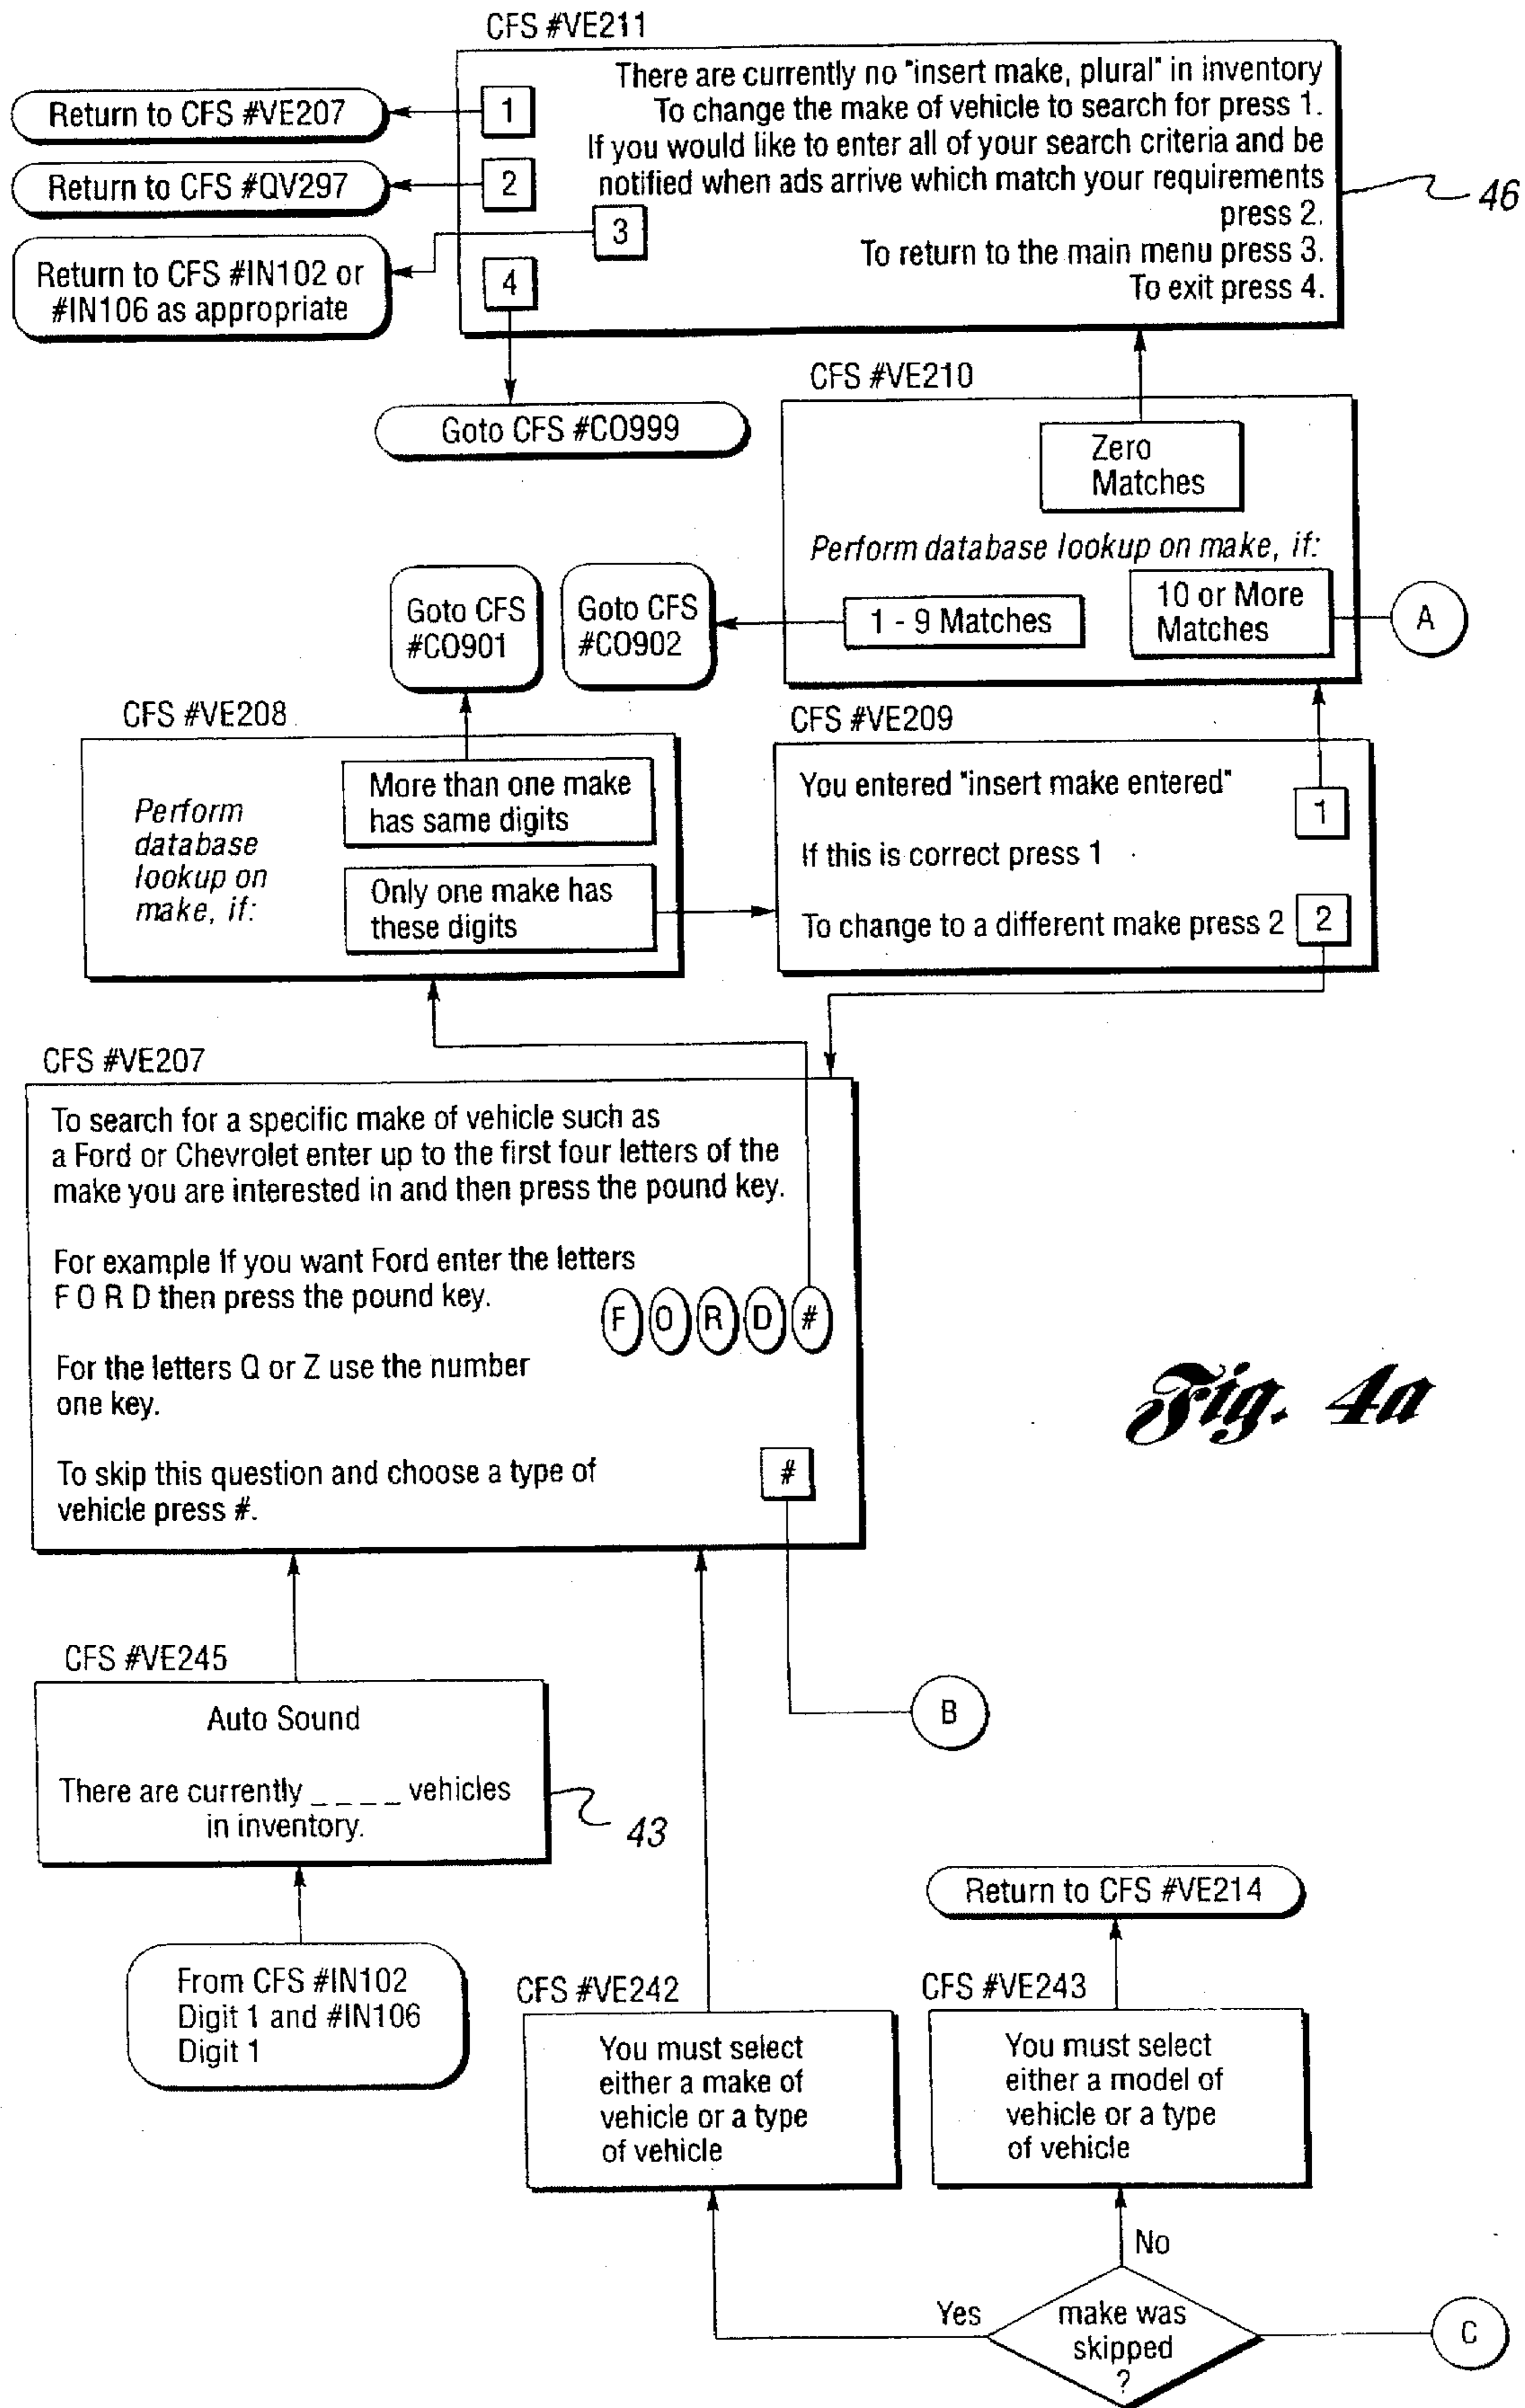 CFS #VE211
There are currently no "insert make, plural" in inventory
To change the make of vehicle to search for press 1.
If you would like to enter all of your search criteria and be
notified when ads arrive which match your requirements
press 2.
To return to the main menu press 3.
To exit press 4.
1
2
3
4
Return to CFS #VE207
Return to CFS #QV297
Return to CFS #IN102 or
#IN106 as appropriate
46
Goto CFS #CO999
CFS #VE210
Zero
Matches
Perform database lookup on make, if:
1 - 9 Matches
10 or More
Matches
A
Goto CFS
#CO901
Goto CFS
#CO902
CFS #VE208
Perform
database
lookup on
make, if:
More than one make
has same digits
Only one make has
these digits
CFS #VE209
You entered "insert make entered"
1
If this is correct press 1
To change to a different make press 2
2
CFS #VE207
To search for a specific make of vehicle such as
a Ford or Chevrolet enter up to the first four letters of the
make you are interested in and then press the pound key.
For example If you want Ford enter the letters
F O R D then press the pound key.
F O R D #
For the letters Q or Z use the number
one key.
To skip this question and choose a type of
vehicle press #.
#
Fig. 4a
CFS #VE245
Auto Sound
There are currently _ _ _ _ vehicles
in inventory.
43
B
From CFS #IN102
Digit 1 and #IN106
Digit 1
Return to CFS #VE214
CFS #VE242
You must select
either a make of
vehicle or a type
of vehicle
CFS #VE243
You must select
either a model of
vehicle or a type
of vehicle
No
Yes
make was
skipped
?
C